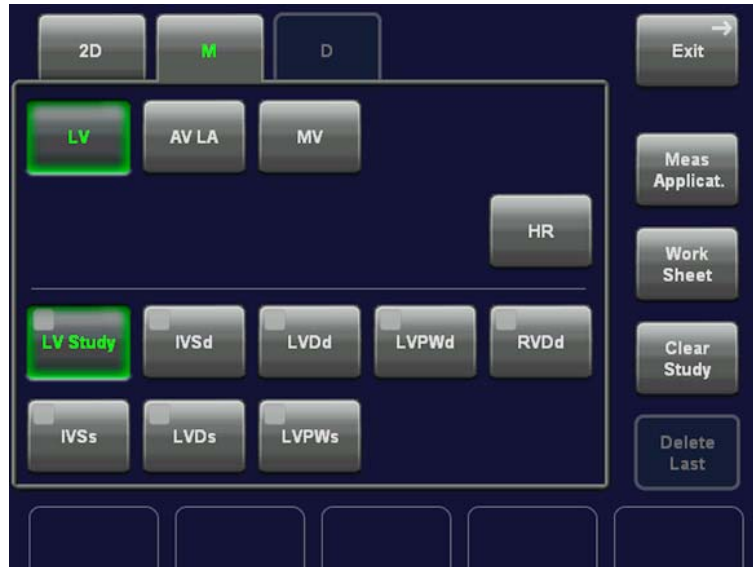 2D
M
D
Exit
LV
AV LA
MV
Meas
Applicat.
HR
Work
Sheet
LV Study
IVSd
LVDd
LVPWd
RVDd
Clear
Study
IVSs
LVDs
LVPWs
Delete
Last